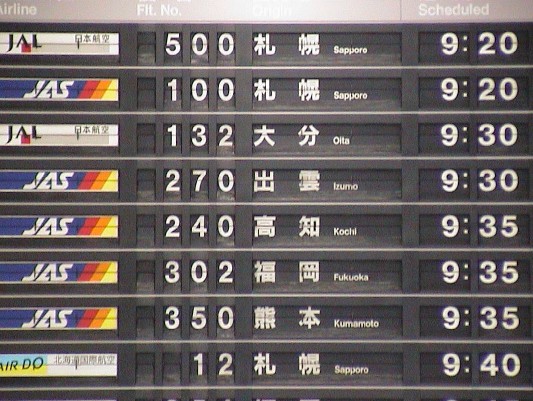 Airline Flt. No. Origin Scheduled
JAL 日本航空 500 札幌 Sapporo 9:20
JAS 100 札幌 Sapporo 9:20
JAL 日本航空 132 大分 Oita 9:30
JAS 270 出雲 Izumo 9:30
JAS 240 高知 Kochi 9:35
JAS 302 福岡 Fukuoka 9:35
JAS 350 熊本 Kumamoto 9:35
AIR DO 北海道国際航空 12 札幌 Sapporo 9:40